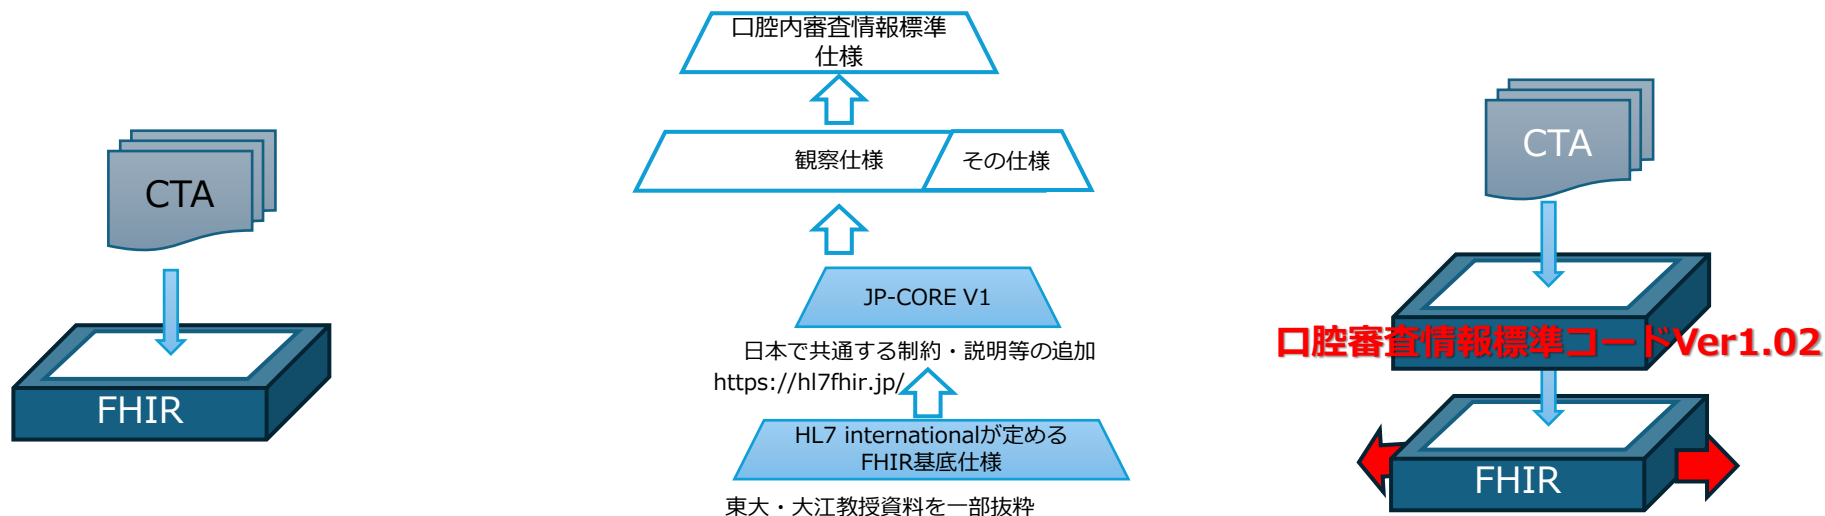 CTA
FHIR
口腔内審査情報標準
仕様
観察仕様
その仕様
JP-CORE V1
日本で共通する制約・説明等の追加
https://hl7fhir.jp/
HL7 internationalが定める
FHIR基底仕様
東大・大江教授資料を一部抜粋
CTA
口腔審査情報標準コードVer1.02
FHIR